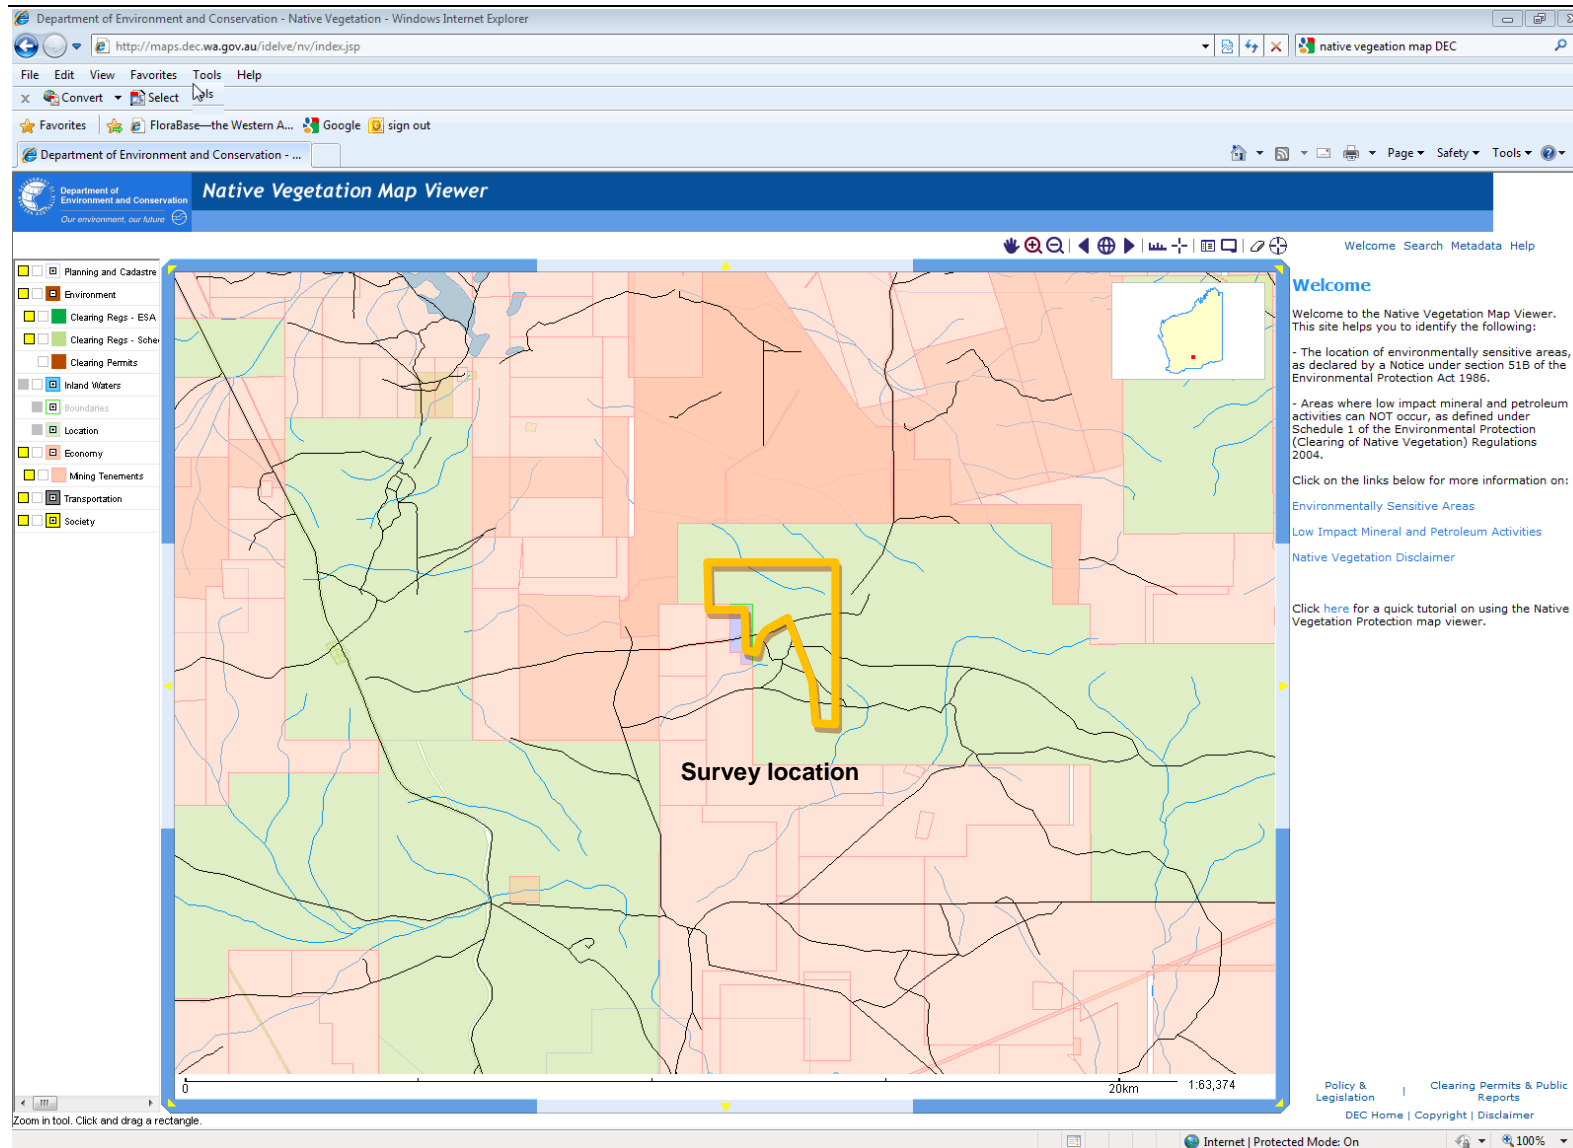 Department of Environment and Conservation - Native Vegetation - Windows Internet Explorer
http://maps.dec.wa.gov.au/idelve/nv/index.jsp
native vegeation map DEC
File Edit View Favorites Tools Help
x Convert Select
Favorites FloraBase—the Western A... Google sign out
Department of Environment and Conservation - ...
Page Safety Tools
Department of
Environment and Conservation
Our environment, our future
Native Vegetation Map Viewer
Welcome Search Metadata Help
Planning and Cadastre
Environment
Clearing Regs - ESA
Clearing Regs - Sche
Clearing Permits
Inland Waters
Boundaries
Location
Economy
Mining Tenements
Transportation
Society
Survey location
0
20km
1:63,374
Welcome
Welcome to the Native Vegetation Map Viewer.
This site helps you to identify the following:
- The location of environmentally sensitive areas,
as declared by a Notice under section 51B of the
Environmental Protection Act 1986.
- Areas where low impact mineral and petroleum
activities can NOT occur, as defined under
Schedule 1 of the Environmental Protection
(Clearing of Native Vegetation) Regulations
2004.
Click on the links below for more information on:
Environmentally Sensitive Areas
Low Impact Mineral and Petroleum Activities
Native Vegetation Disclaimer
Click here for a quick tutorial on using the Native
Vegetation Protection map viewer.
Policy &
Legislation
|
Clearing Permits & Public
Reports
DEC Home | Copyright | Disclaimer
Zoom in tool. Click and drag a rectangle.
Internet | Protected Mode: On
100%